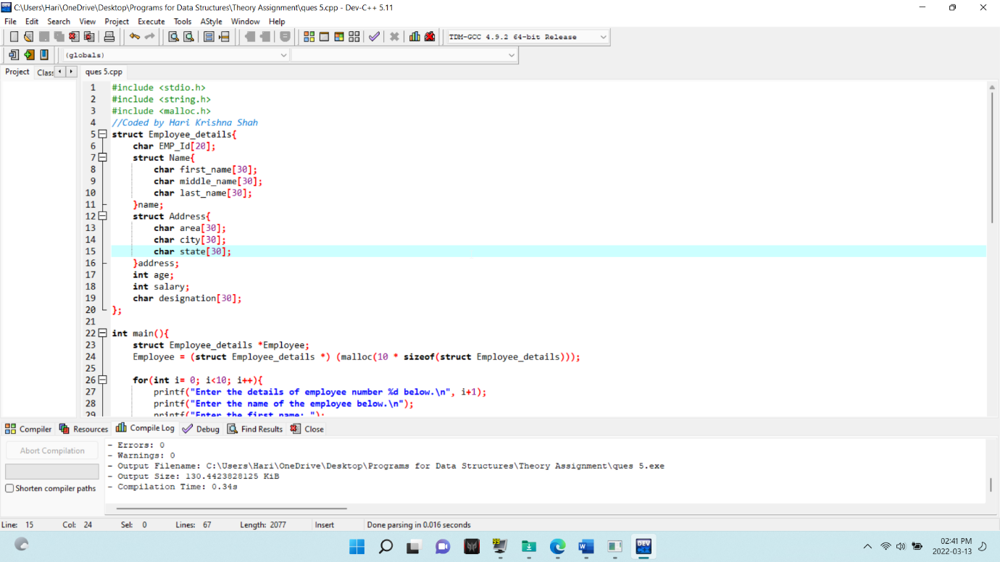 C:\Users\Hari\OneDrive\Desktop\Programs for Data Structures\Theory Assignment\ques 5.cpp - Dev-C++ 5.11
File Edit Search View Project Execute Tools AStyle Window Help
TDM-GCC 4.9.2 64-bit Release
(globals)
Project Clas: ques 5.cpp
1 #include <stdio.h>
2 #include <string.h>
3 #include <malloc.h>
4 //Coded by Hari Krishna Shah
5 struct Employee_details{
6 char EMP_Id[20];
7 struct Name{
8 char first_name[30];
9 char middle_name[30];
10 char last_name[30];
11 }name;
12 struct Address{
13 char area[30];
14 char city[30];
15 char state[30];
16 }address;
17 int age;
18 int salary;
19 char designation[30];
20 };
21
22 int main(){
23 struct Employee_details *Employee;
24 Employee = (struct Employee_details *) (malloc(10 * sizeof(struct Employee_details)));
25
26 for(int i= 0; i<10; i++){
27 printf("Enter the details of employee number %d below.\n", i+1);
28 printf("Enter the name of the employee below.\n");
29 printf("Enter the first name: ");
Compiler Resources Compile Log Debug Find Results Close
Abort Compilation
Shorten compiler paths
- Errors: 0
- Warnings: 0
- Output Filename: C:\Users\Hari\OneDrive\Desktop\Programs for Data Structures\Theory Assignment\ques 5.exe
- Output Size: 130.4423828125 KiB
- Compilation Time: 0.34s
Line: 15 Col: 24 Sel: 0 Lines: 67 Length: 2077 Insert Done parsing in 0.016 seconds
99
W
DEV
02:41 PM
2022-03-13